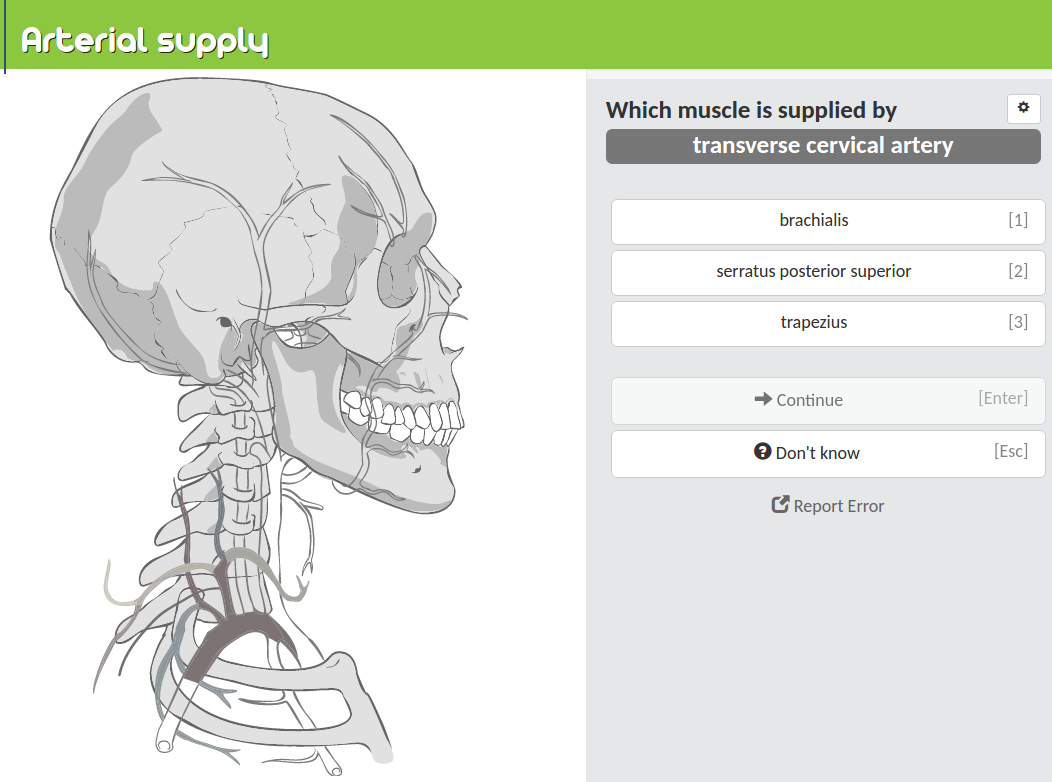 Arterial supply
Which muscle is supplied by
transverse cervical artery
brachialis [1]
serratus posterior superior [2]
trapezius [3]
Continue [Enter]
Don't know [Esc]
Report Error